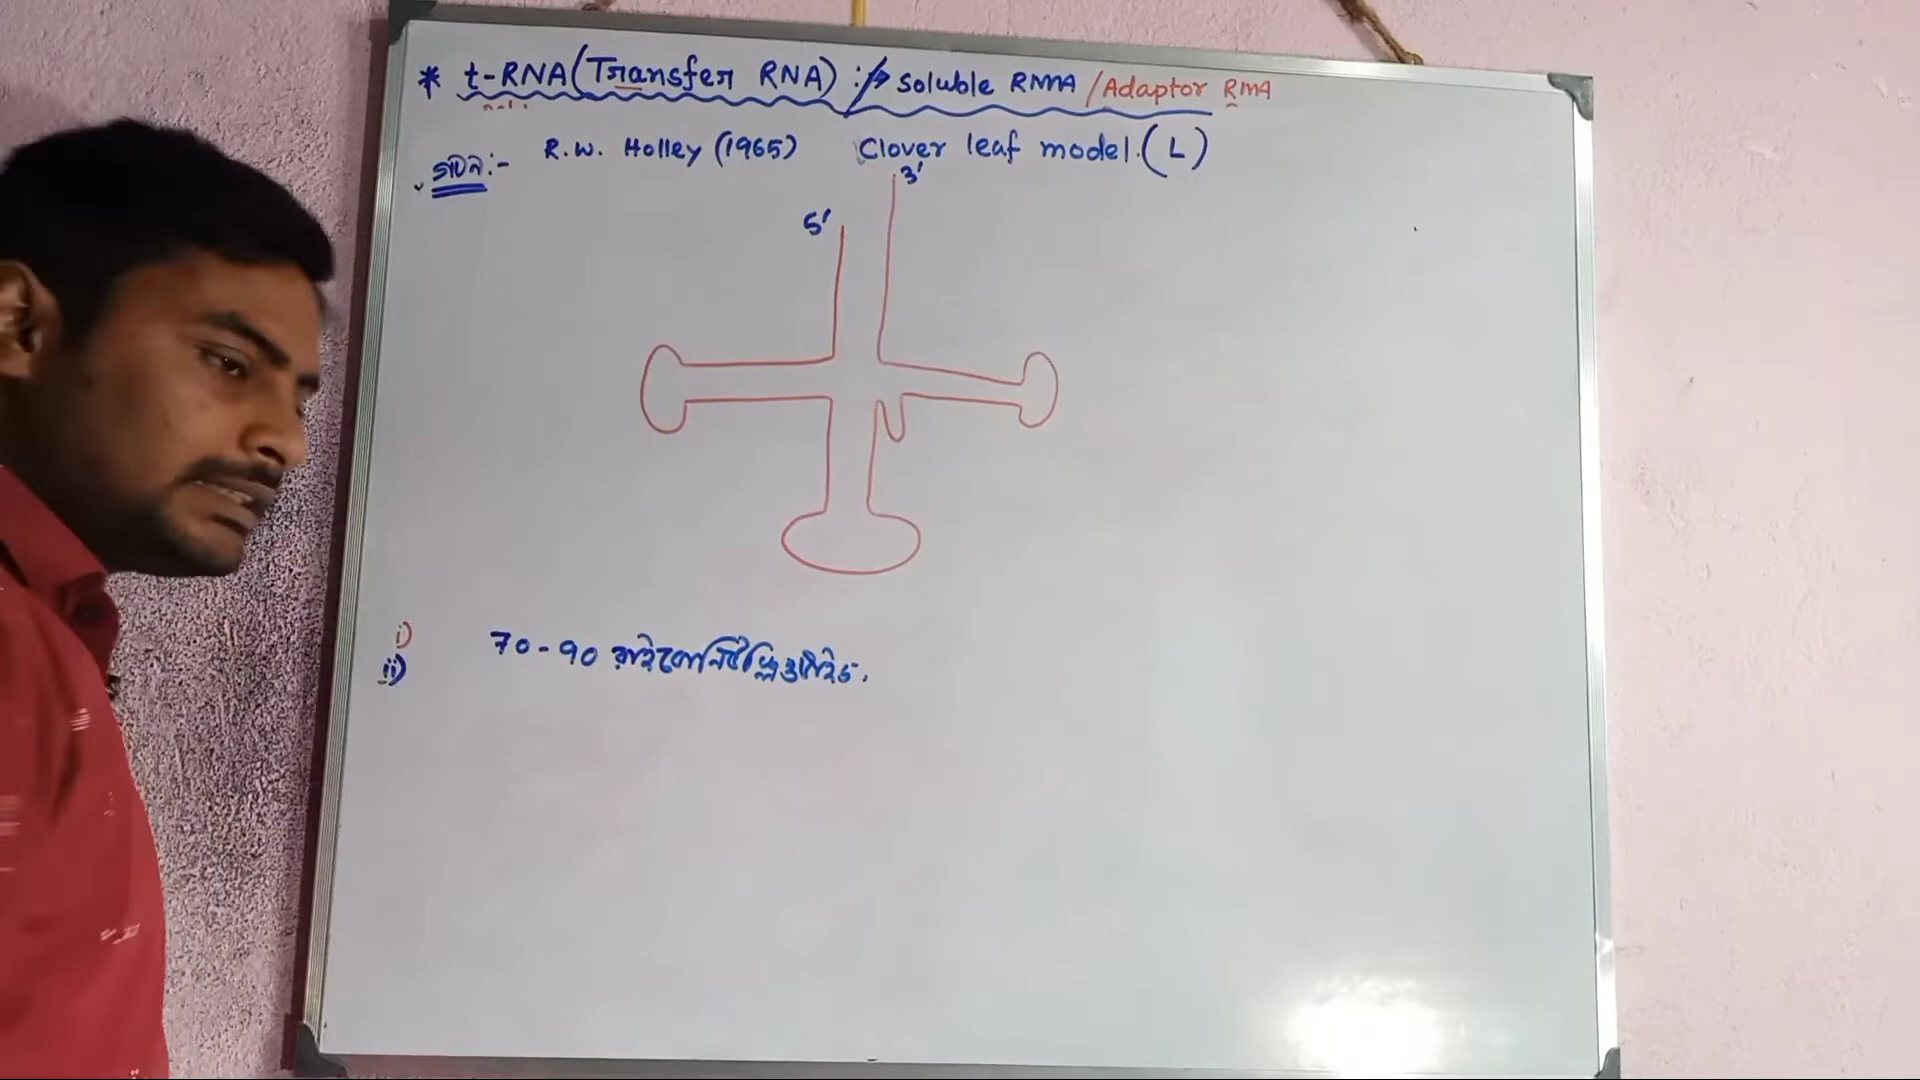 * t-RNA (Transfer RNA) :→ Soluble RNA / Adaptor RNA
গঠন:- R.W. Holley (1965) Clover leaf model. (L)
3'
5'
i)
ii) 70-90 রাইবোনিউক্লিওটাইড.